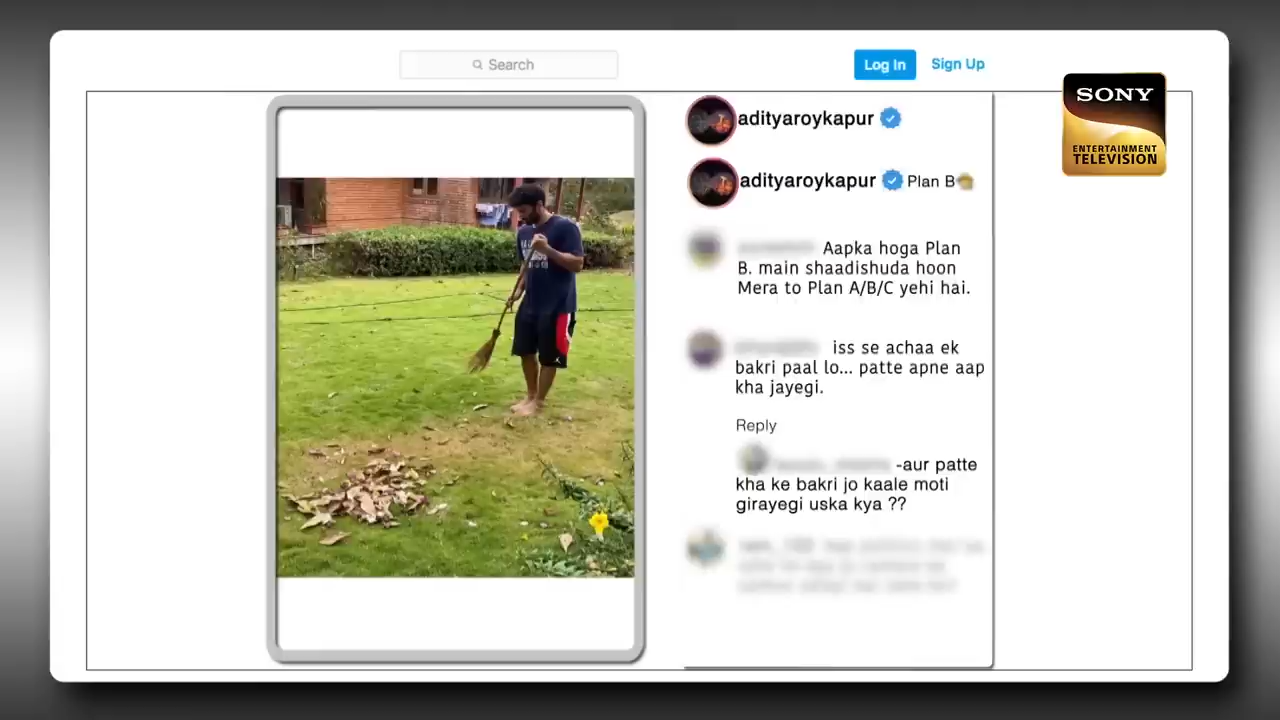 Search
Log In
Sign Up
SONY
ENTERTAINMENT
TELEVISION
adityaroykapur
adityaroykapur Plan B
Aapka hoga Plan
B. main shaadishuda hoon
Mera to Plan A/B/C yehi hai.
iss se achaa ek
bakri paal lo... patte apne aap
kha jayegi.
Reply
-aur patte
kha ke bakri jo kaale moti
girayegi uska kya ??